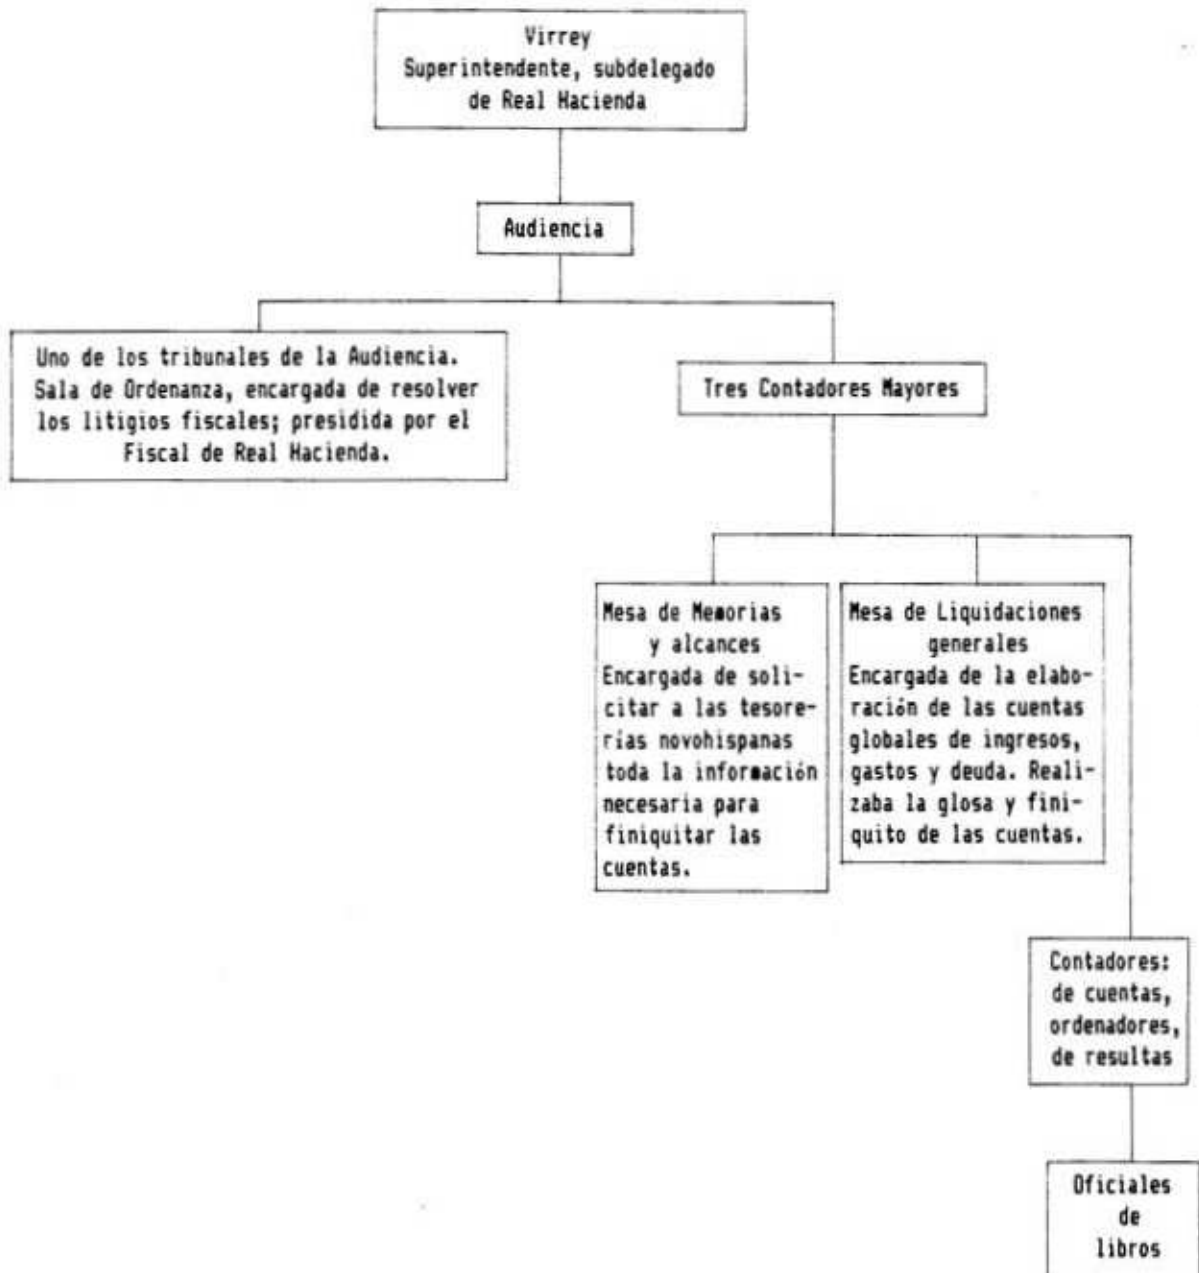 Virrey
Superintendente, subdelegado
de Real Hacienda
Audiencia
Uno de los tribunales de la Audiencia.
Sala de Ordenanza, encargada de resolver
los litigios fiscales; presidida por el
Fiscal de Real Hacienda.
Tres Contadores Mayores
Mesa de Memorias
y alcances
Encargada de soli-
citar a las tesore-
rías novohispanas
toda la información
necesaria para
finiquitar las
cuentas.
Mesa de Liquidaciones
generales
Encargada de la elabo-
ración de las cuentas
globales de ingresos,
gastos y deuda. Reali-
zaba la glosa y fini-
quito de las cuentas.
Contadores:
de cuentas,
ordenadores,
de resultas
Oficiales
de
libros